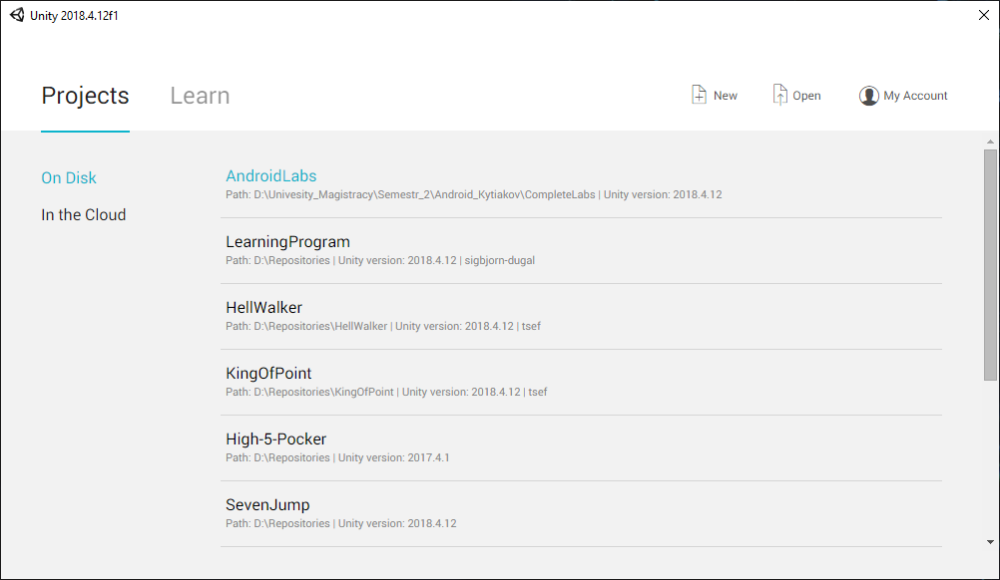 Unity 2018.4.12f1
Projects
Learn
New
Open
My Account
On Disk
In the Cloud
AndroidLabs
Path: D:\Univesity_Magistracy\Semestr_2\Android_Kytiakov\CompleteLabs | Unity version: 2018.4.12
LearningProgram
Path: D:\Repositories | Unity version: 2018.4.12 | sigbjorn-dugal
HellWalker
Path: D:\Repositories\HellWalker | Unity version: 2018.4.12 | tsef
KingOfPoint
Path: D:\Repositories\KingOfPoint | Unity version: 2018.4.12 | tsef
High-5-Pocker
Path: D:\Repositories | Unity version: 2017.4.1
SevenJump
Path: D:\Repositories | Unity version: 2018.4.12